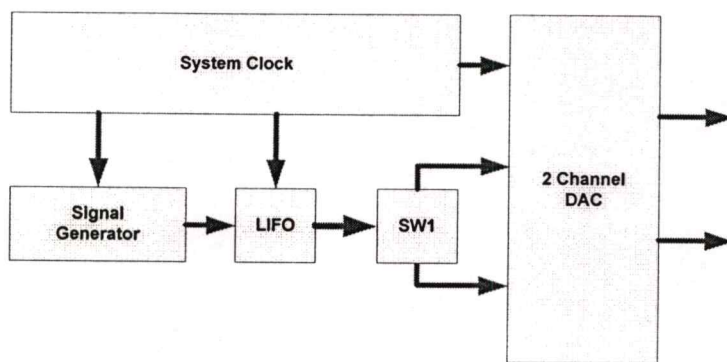 System Clock
Signal
Generator
LIFO
SW1
2 Channel
DAC